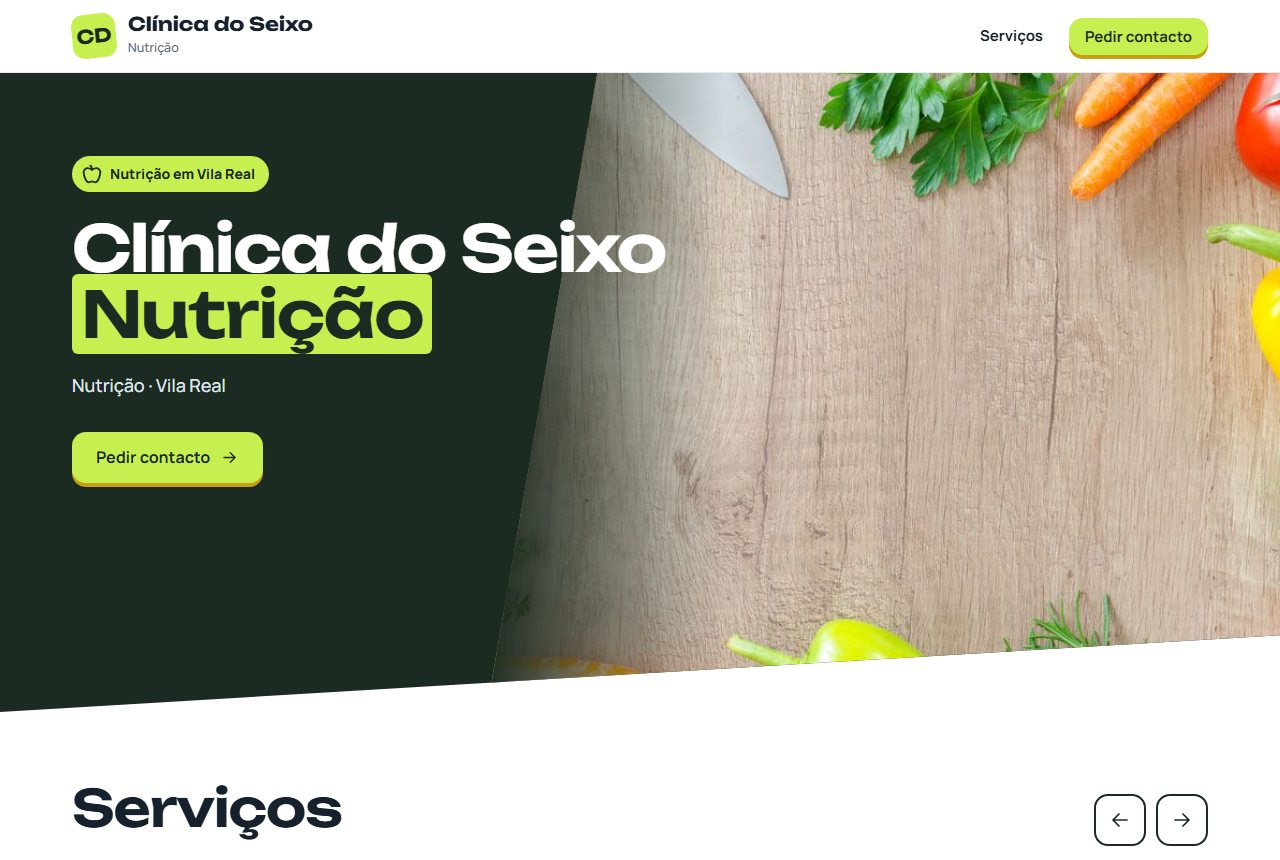 CD
Clínica do Seixo
Nutrição
Serviços
Pedir contacto
Nutrição em Vila Real
Clínica do Seixo
Nutrição
Nutrição · Vila Real
Pedir contacto
Serviços